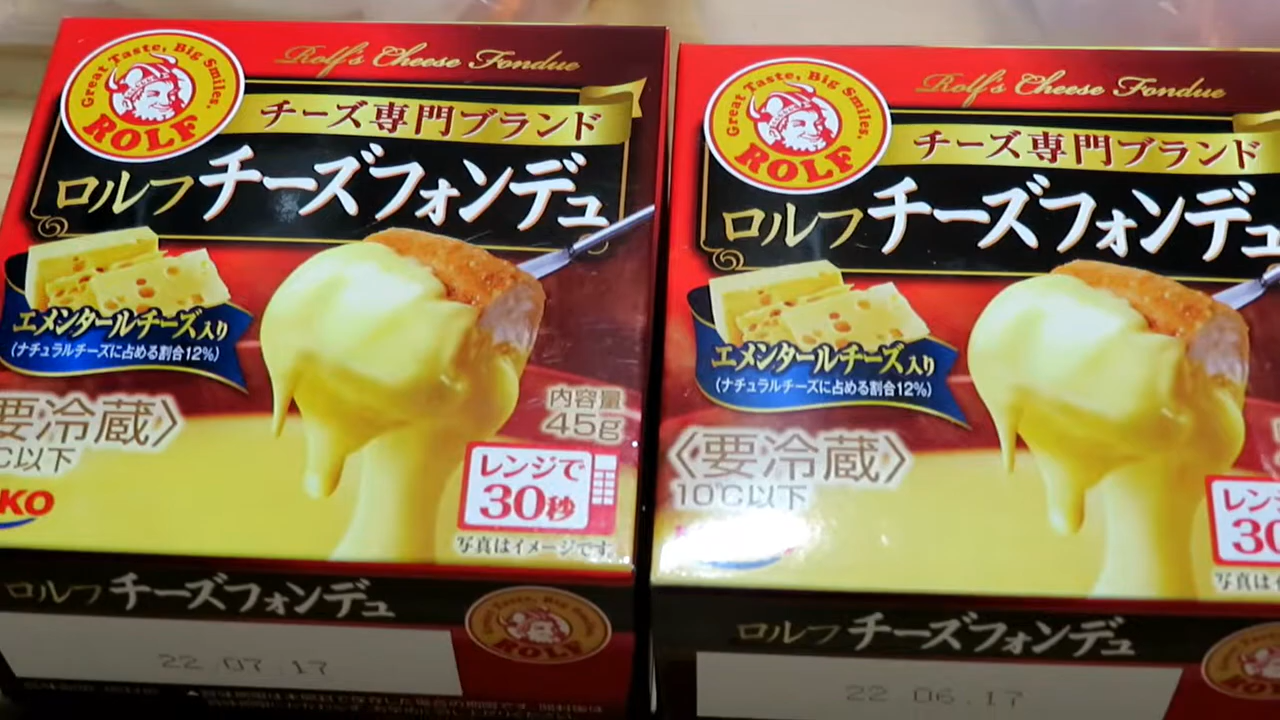 Great Taste, Big Smiles.
ROLF
Rolf's Cheese Fondue
チーズ専門ブランド
ロルフ チーズフォンデュ
エメンタールチーズ入り
(ナチュラルチーズに占める割合12%)
要冷蔵〉
℃以下
KO
内容量
45g
レンジで
30秒
写真はイメージです
ロルフ チーズフォンデュ
ROLF
22.07.17
Great Taste, Big Smiles.
ROLF
Rolf's Cheese Fondue
チーズ専門ブランド
ロルフ チーズフォンデュ
エメンタールチーズ入り
(ナチュラルチーズに占める割合12%)
〈要冷蔵〉
10℃以下
レン
30
写真は
ロルフ チーズフォンデュ
22.06.17